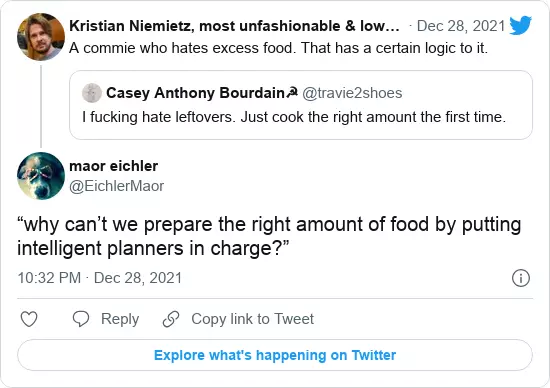 Kristian Niemietz, most unfashionable & low… · Dec 28, 2021
A commie who hates excess food. That has a certain logic to it.
Casey Anthony Bourdain☭ @travie2shoes
I fucking hate leftovers. Just cook the right amount the first time.
maor eichler
@EichlerMaor
“why can’t we prepare the right amount of food by putting
intelligent planners in charge?”
10:32 PM · Dec 28, 2021
Reply
Copy link to Tweet
Explore what's happening on Twitter